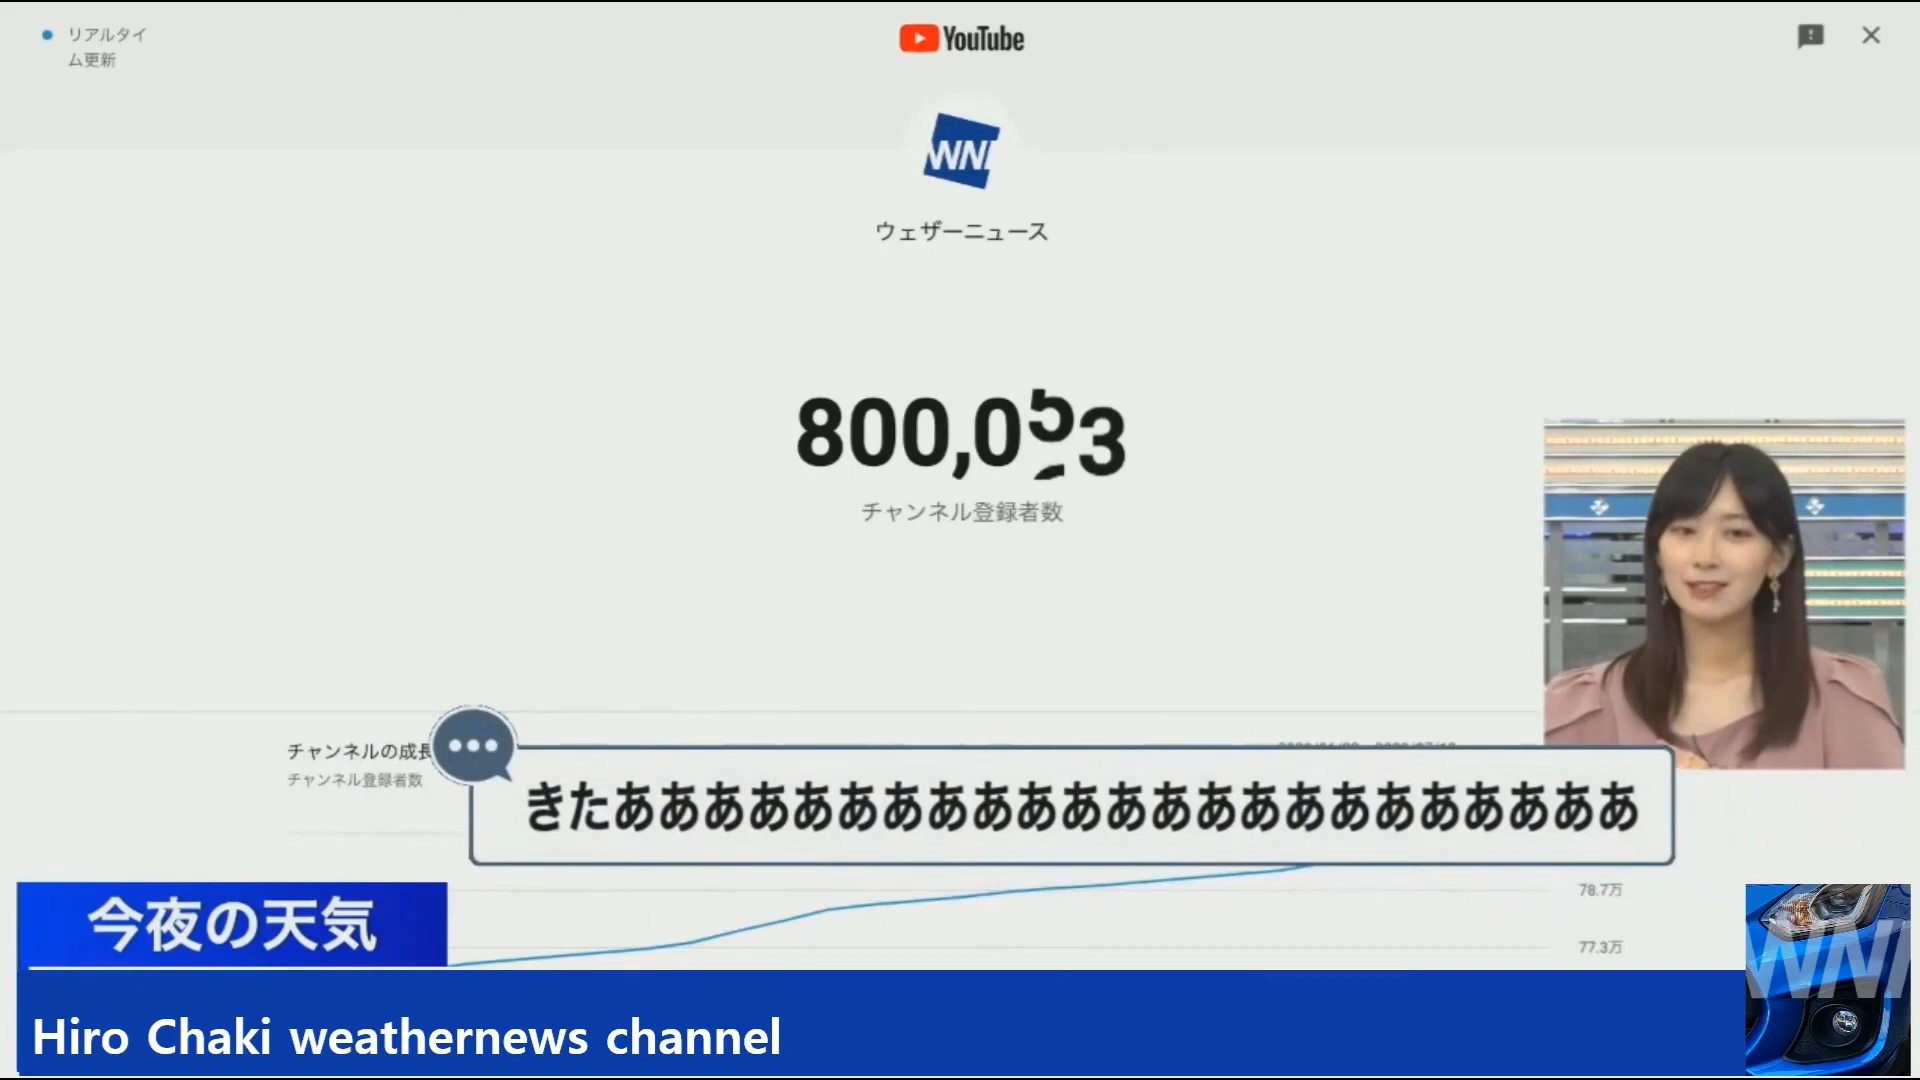 リアルタイ
ム更新
YouTube
WNI
ウェザーニュース
800,053
チャンネル登録者数
チャンネルの成長
チャンネル登録者数
きたあああああああああああああああああああああああ
78.7万
77.3万
今夜の天気
Hiro Chaki weathernews channel
WNI